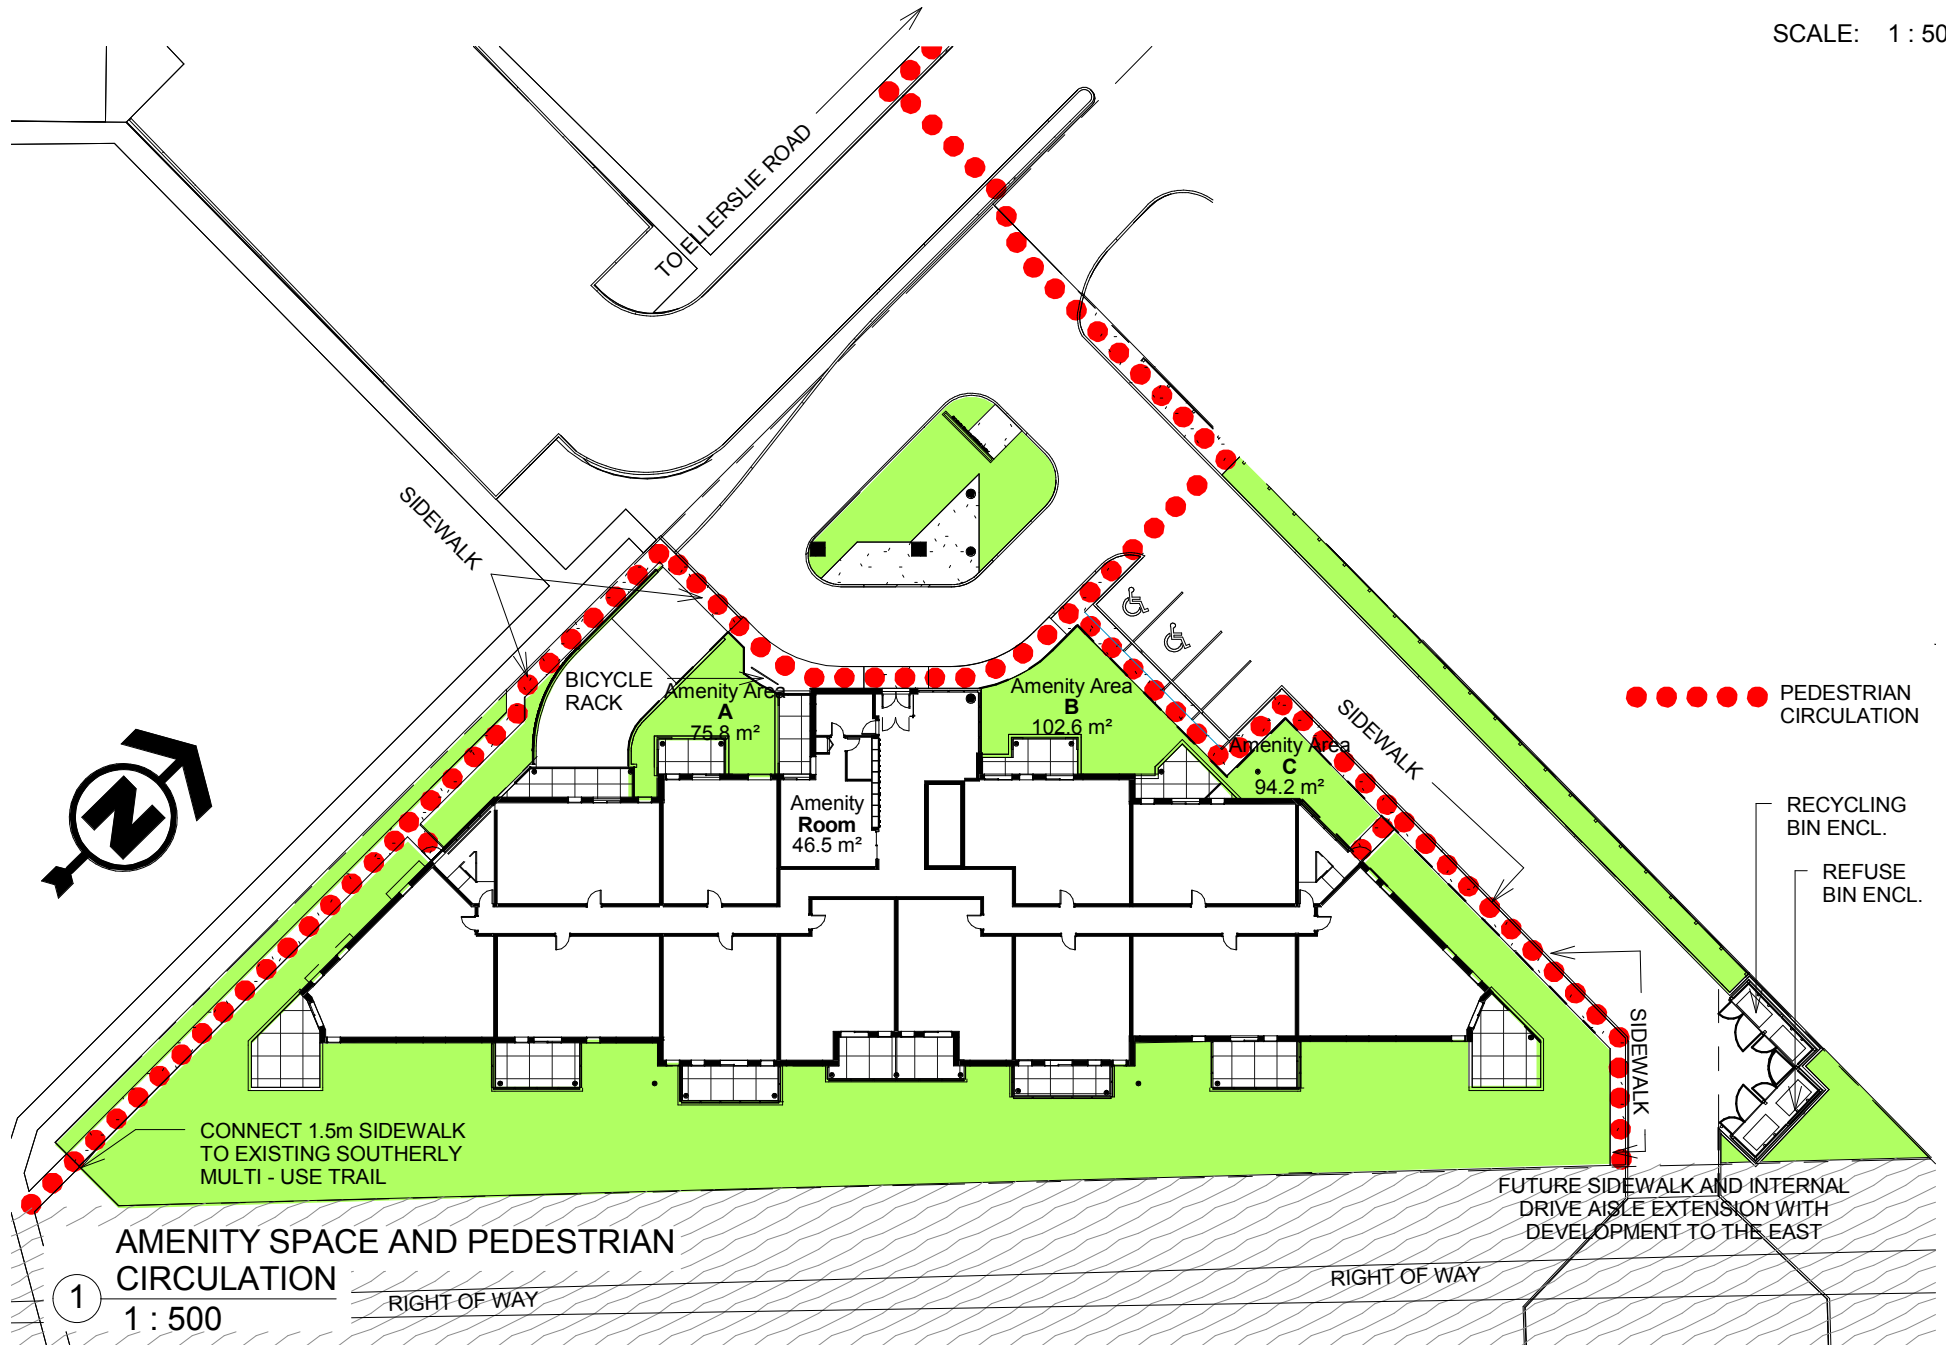 SCALE: 1 : 50
TO ELLERSLIE ROAD
SIDEWALK
BICYCLE
RACK
Amenity Area
A
75.8 m²
Amenity Area
B
102.6 m²
Amenity Area
C
94.2 m²
Amenity
Room
46.5 m²
SIDEWALK
PEDESTRIAN
CIRCULATION
RECYCLING
BIN ENCL.
REFUSE
BIN ENCL.
N
SIDEWALK
CONNECT 1.5m SIDEWALK
TO EXISTING SOUTHERLY
MULTI - USE TRAIL
FUTURE SIDEWALK AND INTERNAL
DRIVE AISLE EXTENSION WITH
DEVELOPMENT TO THE EAST
RIGHT OF WAY
RIGHT OF WAY
1
AMENITY SPACE AND PEDESTRIAN
CIRCULATION
1 : 500